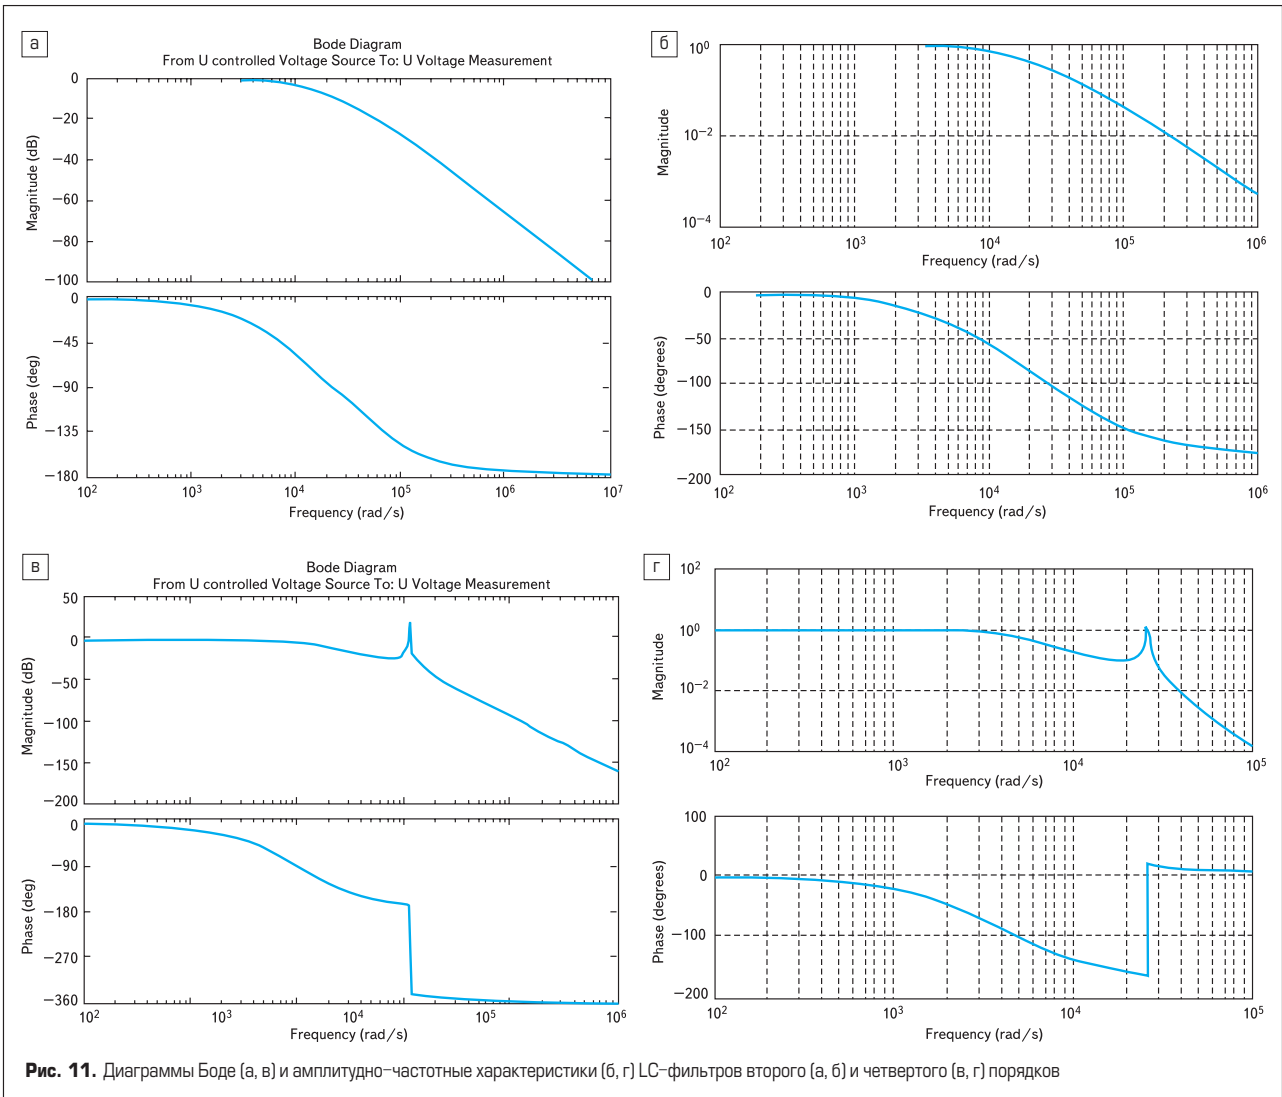 а
Bode Diagram
From U controlled Voltage Source To: U Voltage Measurement
Magnitude (dB)
0
−20
−40
−60
−80
−100
Phase (deg)
0
−45
−90
−135
−180
10² 10³ 10⁴ 10⁵ 10⁶ 10⁷
Frequency (rad/s)
б
Magnitude
10⁰
10⁻²
10⁻⁴
10² 10³ 10⁴ 10⁵ 10⁶
Frequency (rad/s)
Phase (degrees)
0
−50
−100
−150
−200
10² 10³ 10⁴ 10⁵ 10⁶
Frequency (rad/s)
в
Bode Diagram
From U controlled Voltage Source To: U Voltage Measurement
Magnitude (dB)
50
0
−50
−100
−150
−200
Phase (deg)
0
−90
−180
−270
−360
10² 10³ 10⁴ 10⁵ 10⁶
Frequency (rad/s)
г
Magnitude
10²
10⁰
10⁻²
10⁻⁴
10² 10³ 10⁴ 10⁵
Frequency (rad/s)
Phase (degrees)
100
0
−100
−200
10² 10³ 10⁴ 10⁵
Frequency (rad/s)
Рис. 11. Диаграммы Боде (а, в) и амплитудно-частотные характеристики (б, г) LC-фильтров второго (а, б) и четвертого (в, г) порядков